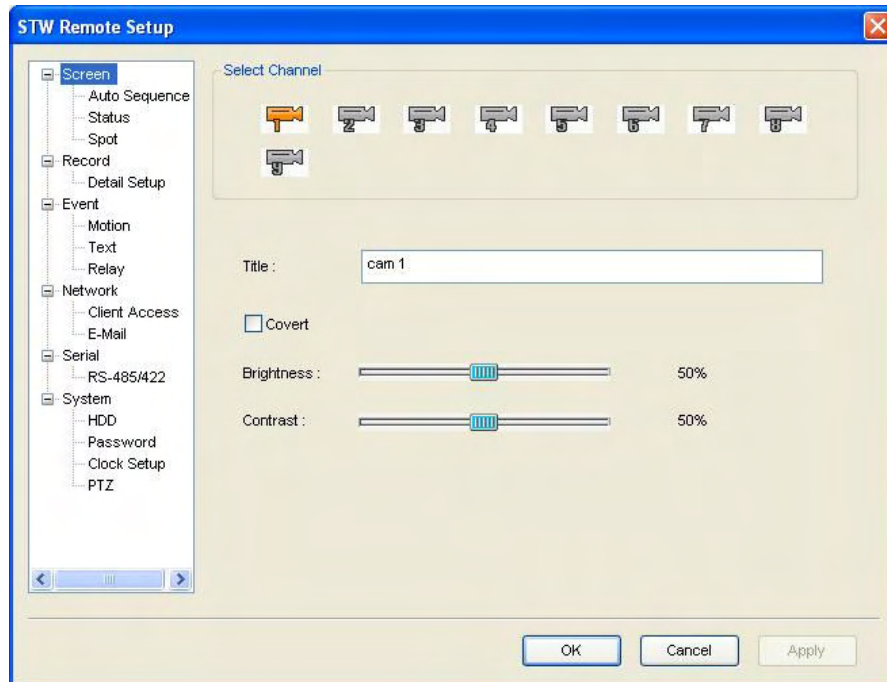 STW Remote Setup
Screen
Auto Sequence
Status
Spot
Record
Detail Setup
Event
Motion
Text
Relay
Network
Client Access
E-Mail
Serial
RS-485/422
System
HDD
Password
Clock Setup
PTZ
Select Channel
1 2 3 4 5 6 7 8
9
Title : cam 1
Covert
Brightness : 50%
Contrast : 50%
OK Cancel Apply